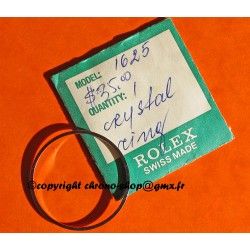 MODEL: 1625
$35.00
QUANTITY: 1
crystal
ring
ROLEX
SWISS MADE
©copyright chrono-shop@gmx.fr